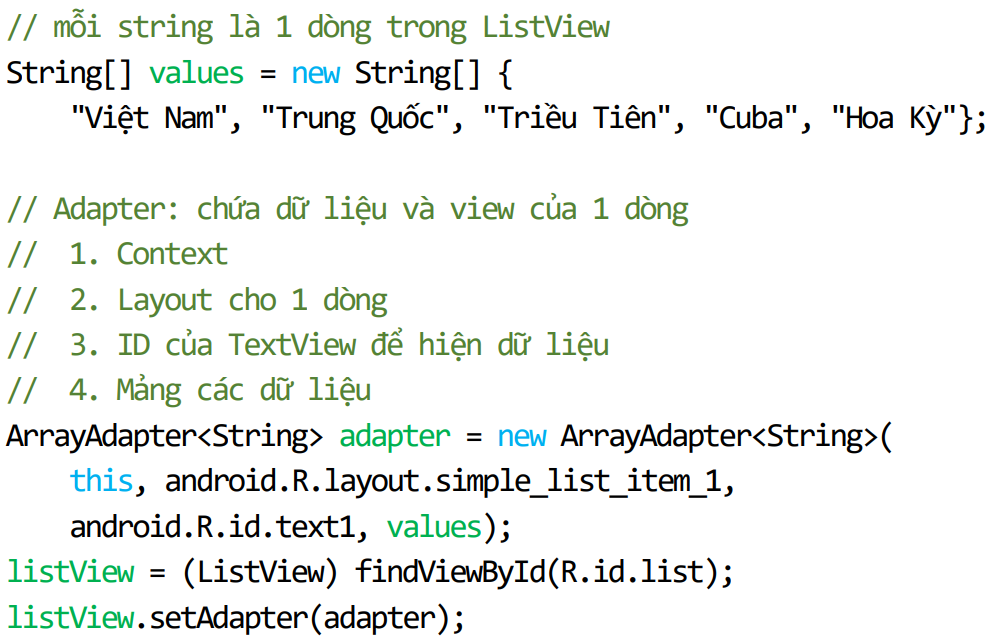 // mỗi string là 1 dòng trong ListView
String[] values = new String[] {
    "Việt Nam", "Trung Quốc", "Triều Tiên", "Cuba", "Hoa Kỳ"};
// Adapter: chứa dữ liệu và view của 1 dòng
//  1. Context
//  2. Layout cho 1 dòng
//  3. ID của TextView để hiện dữ liệu
//  4. Mảng các dữ liệu
ArrayAdapter<String> adapter = new ArrayAdapter<String>(
    this, android.R.layout.simple_list_item_1,
    android.R.id.text1, values);
listView = (ListView) findViewById(R.id.list);
listView.setAdapter(adapter);